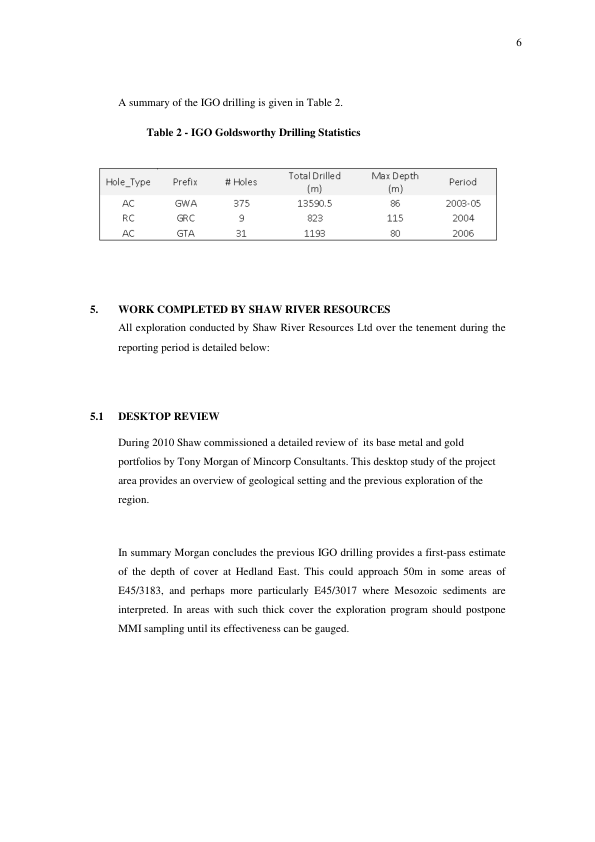 6
A summary of the IGO drilling is given in Table 2.
Table 2 - IGO Goldsworthy Drilling Statistics
Hole_Type Prefix # Holes Total Drilled (m) Max Depth (m) Period
AC GWA 375 13590.5 86 2003-05
RC GRC 9 823 115 2004
AC GTA 31 1193 80 2006
5. WORK COMPLETED BY SHAW RIVER RESOURCES
All exploration conducted by Shaw River Resources Ltd over the tenement during the
reporting period is detailed below:
5.1 DESKTOP REVIEW
During 2010 Shaw commissioned a detailed review of its base metal and gold
portfolios by Tony Morgan of Mincorp Consultants. This desktop study of the project
area provides an overview of geological setting and the previous exploration of the
region.
In summary Morgan concludes the previous IGO drilling provides a first-pass estimate
of the depth of cover at Hedland East. This could approach 50m in some areas of
E45/3183, and perhaps more particularly E45/3017 where Mesozoic sediments are
interpreted. In areas with such thick cover the exploration program should postpone
MMI sampling until its effectiveness can be gauged.